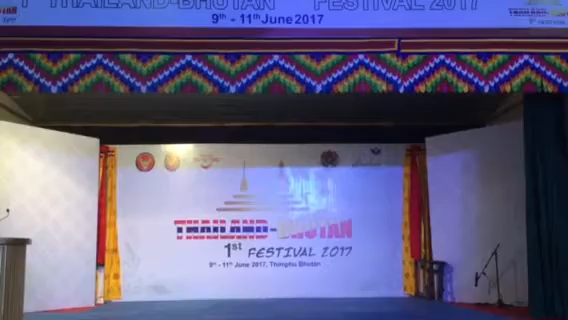 THAILAND-BHUTAN FESTIVAL 2017
9th - 11th June 2017
THAILAND-BHUTAN
1st FESTIVAL 2017
9th - 11th June 2017, Thimphu Bhutan